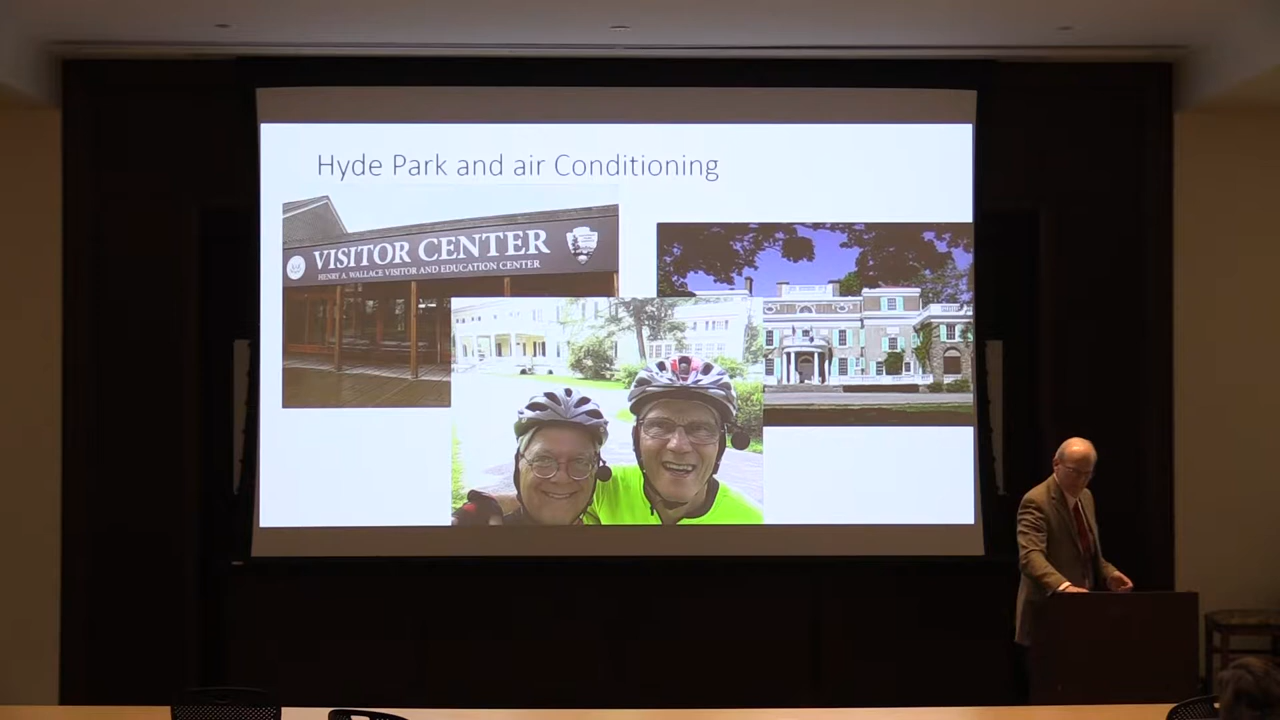 Hyde Park and air Conditioning
VISITOR CENTER
HENRY A. WALLACE VISITOR AND EDUCATION CENTER